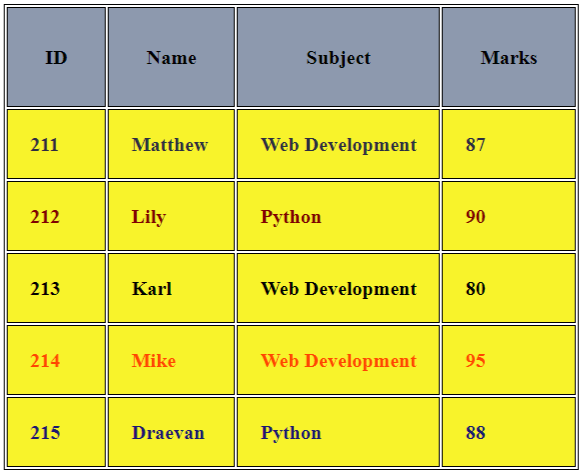 ID Name Subject Marks
211 Matthew Web Development 87
212 Lily Python 90
213 Karl Web Development 80
214 Mike Web Development 95
215 Draevan Python 88